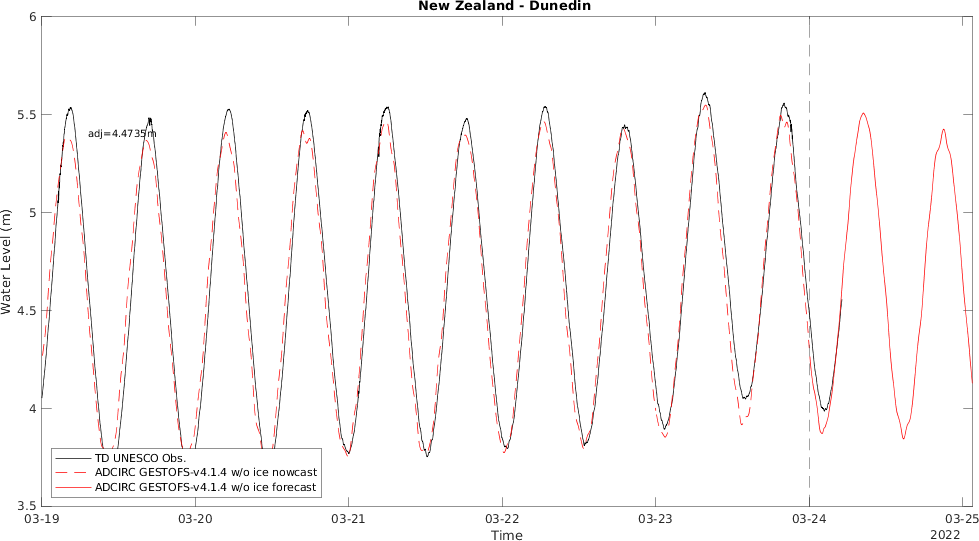 New Zealand - Dunedin
6
5.5
5
4.5
4
3.5
Water Level (m)
adj=4.4735m
TD UNESCO Obs.
ADCIRC GESTOFS-v4.1.4 w/o ice nowcast
ADCIRC GESTOFS-v4.1.4 w/o ice forecast
03-19 03-20 03-21 03-22 03-23 03-24 03-25
Time
2022